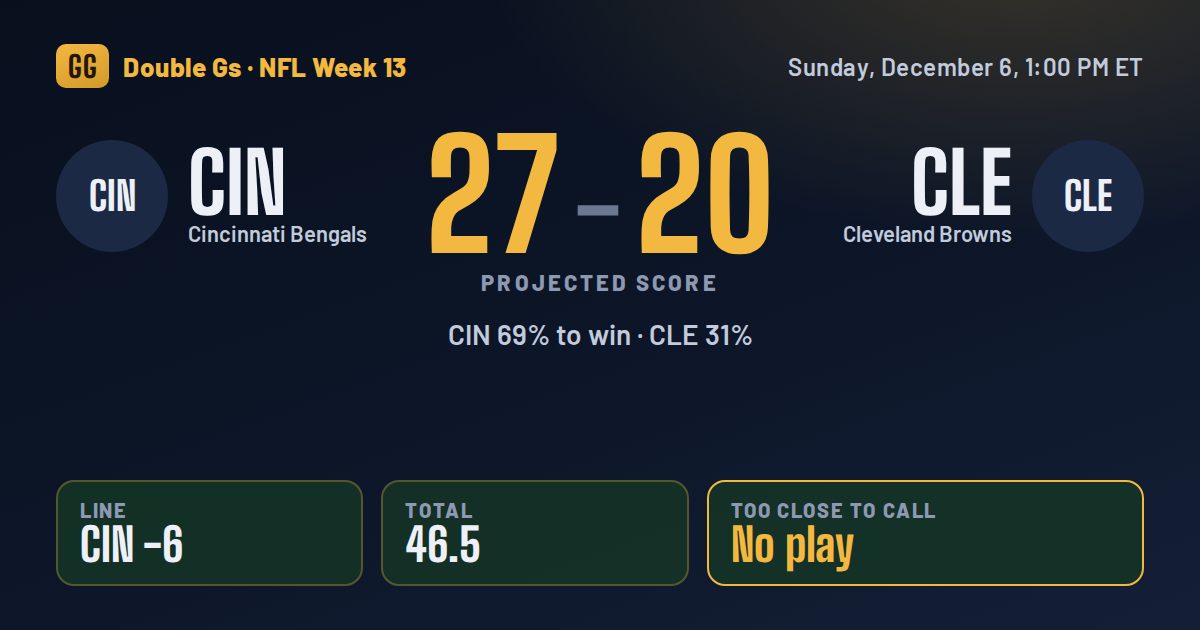 GG Double Gs · NFL Week 13
Sunday, December 6, 1:00 PM ET
CIN
CIN
Cincinnati Bengals
27 – 20
PROJECTED SCORE
CIN 69% to win · CLE 31%
CLE
Cleveland Browns
CLE
LINE
CIN −6
TOTAL
46.5
TOO CLOSE TO CALL
No play